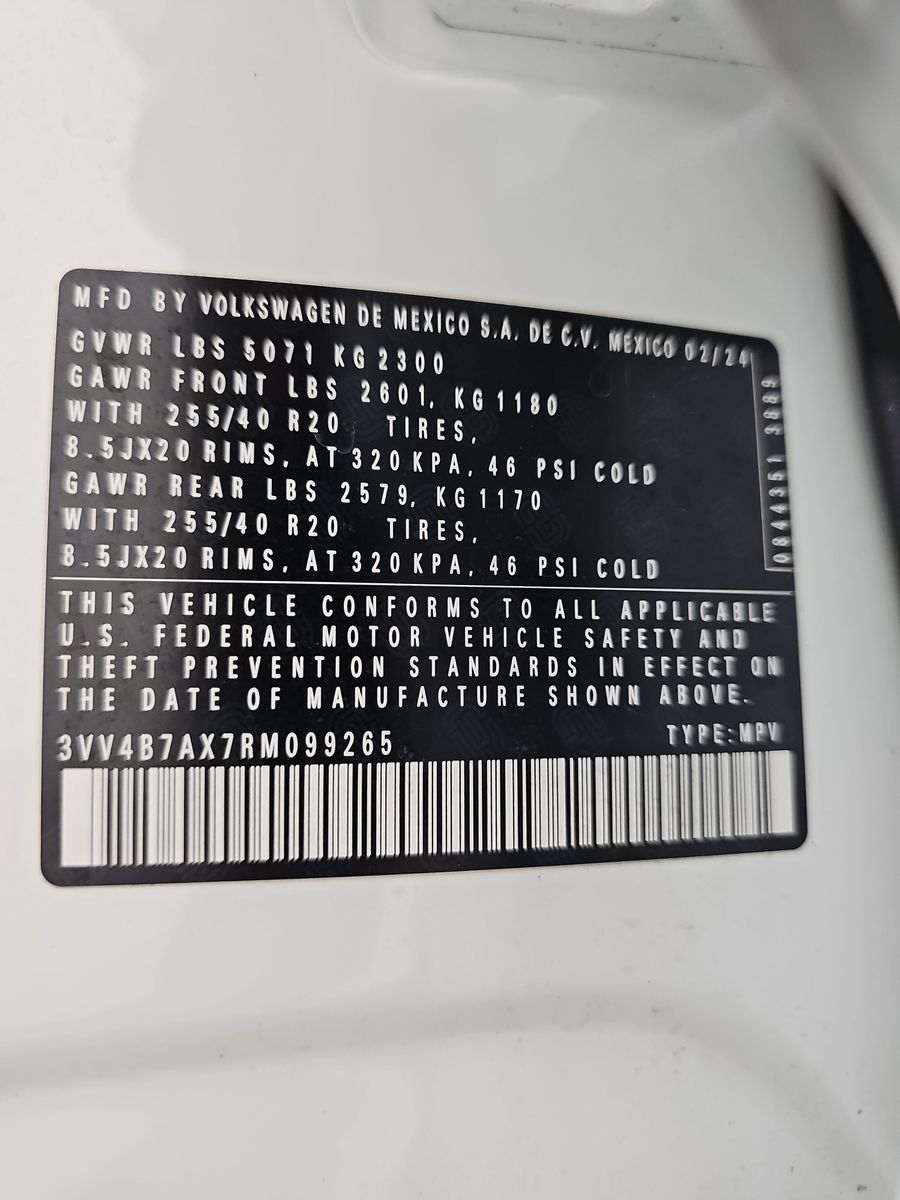 MFD BY VOLKSWAGEN DE MEXICO S.A. DE C.V. MEXICO 02/24
GVWR LBS 5071 KG 2300
GAWR FRONT LBS 2601, KG 1180
WITH 255/40 R20 TIRES,
8.5JX20 RIMS, AT 320 KPA, 46 PSI COLD
GAWR REAR LBS 2579, KG 1170
WITH 255/40 R20 TIRES,
8.5JX20 RIMS, AT 320 KPA, 46 PSI COLD
0844351 3889
THIS VEHICLE CONFORMS TO ALL APPLICABLE
U.S. FEDERAL MOTOR VEHICLE SAFETY AND
THEFT PREVENTION STANDARDS IN EFFECT ON
THE DATE OF MANUFACTURE SHOWN ABOVE.
3VV4B7AX7RM099265 TYPE:MPV